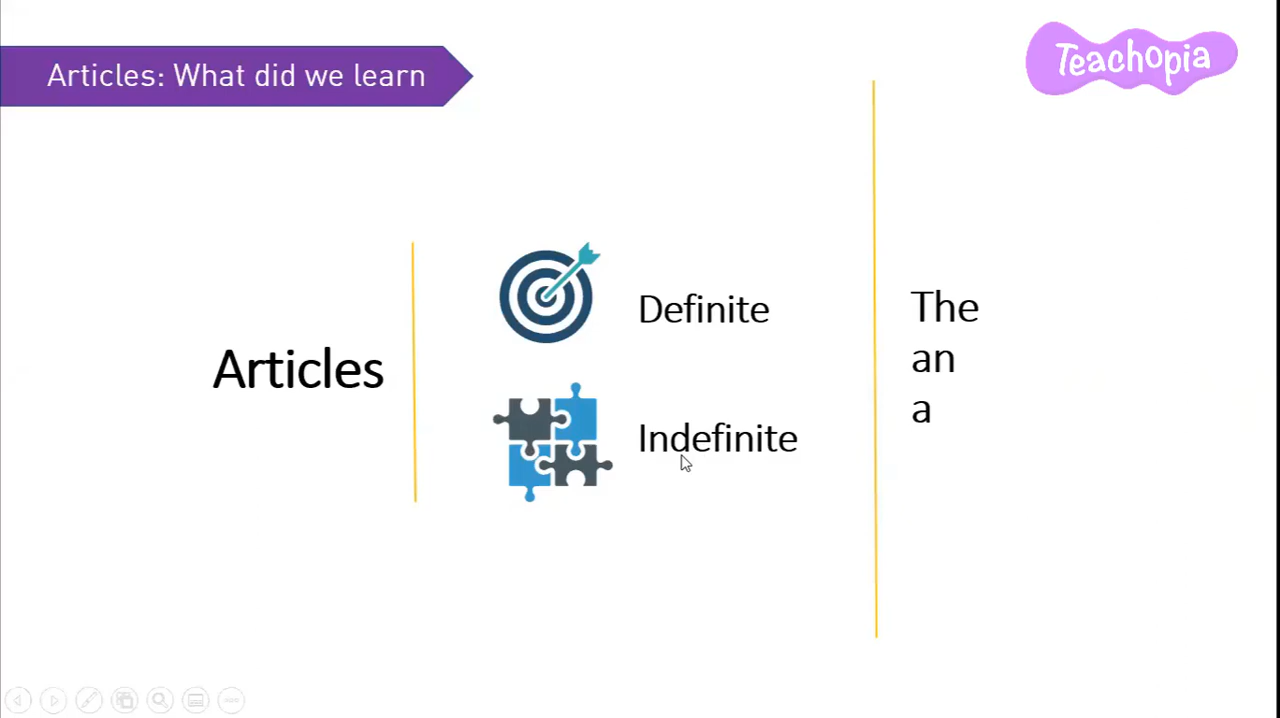 Articles: What did we learn
Teachopia
Articles
Definite
Indefinite
The
an
a